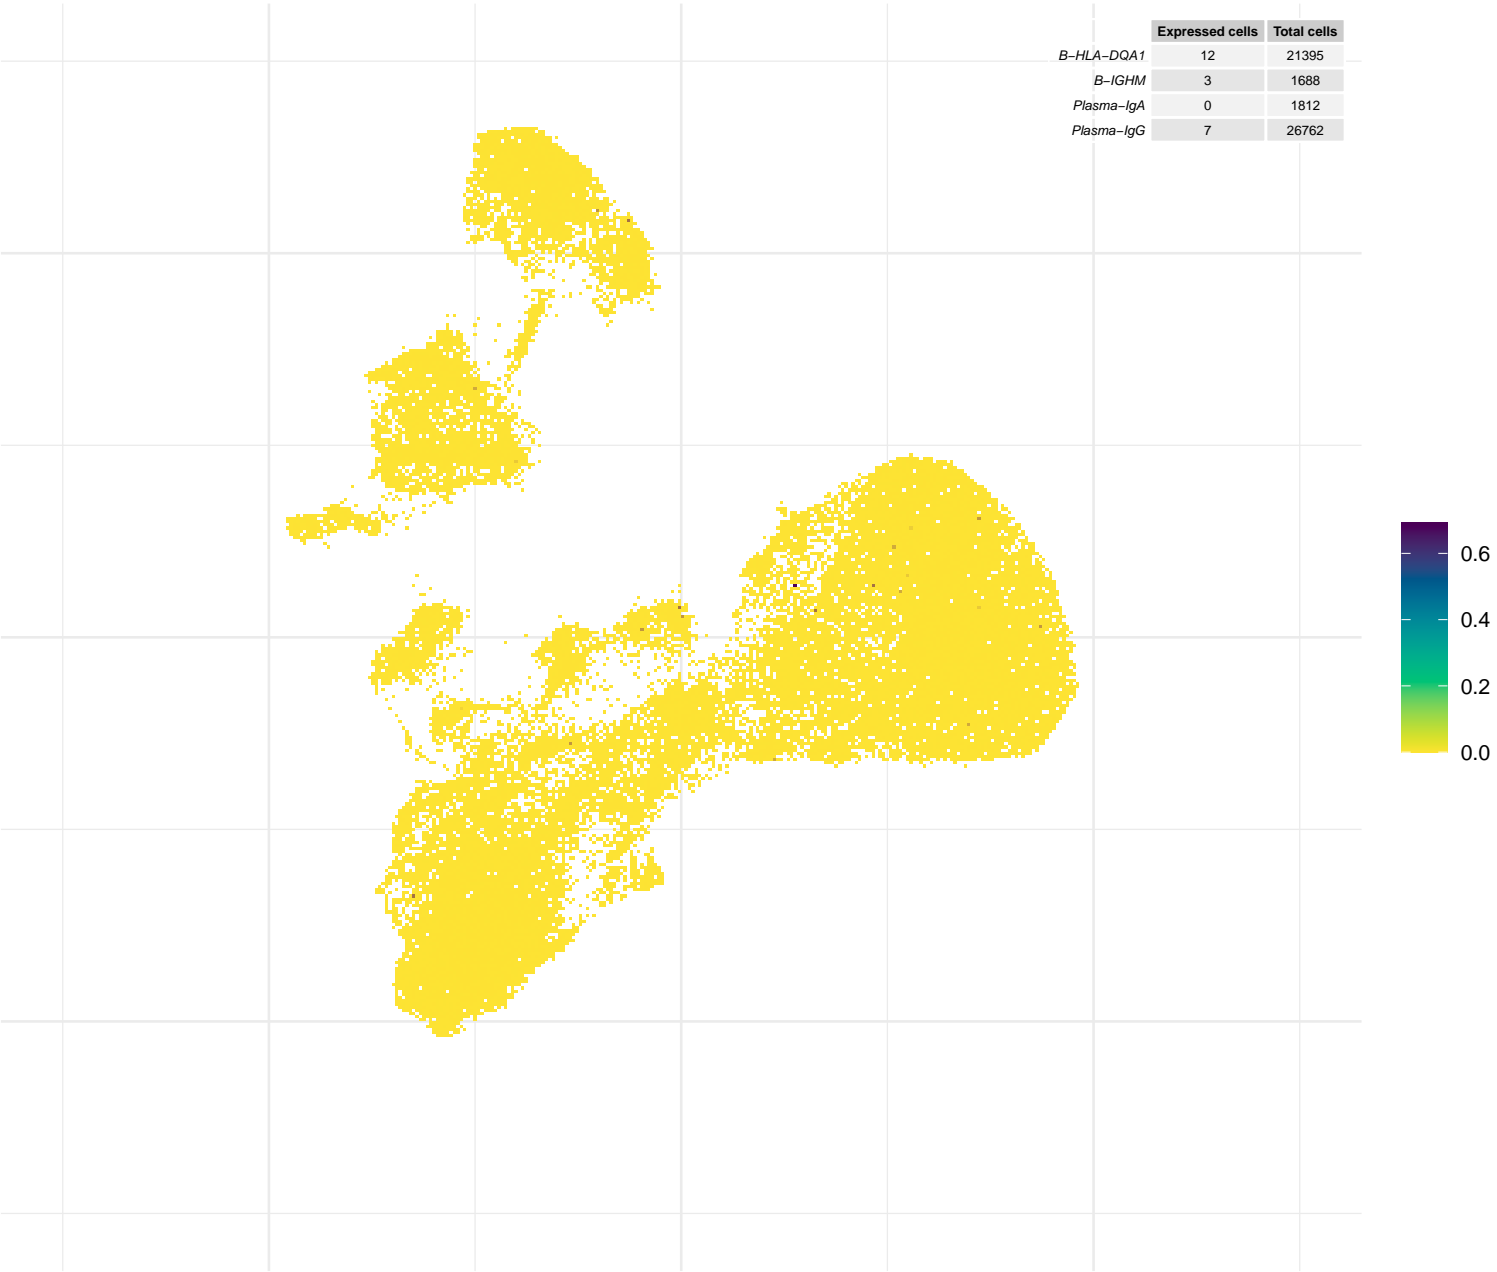 Expressed cells Total cells
B−HLA−DQA1 12 21395
B−IGHM 3 1688
Plasma−IgA 0 1812
Plasma−IgG 7 26762
0.6
0.4
0.2
0.0